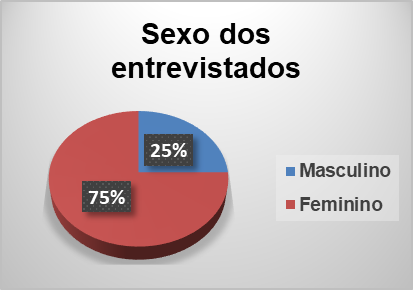 Sexo dos
entrevistados
25%
75%
Masculino
Feminino